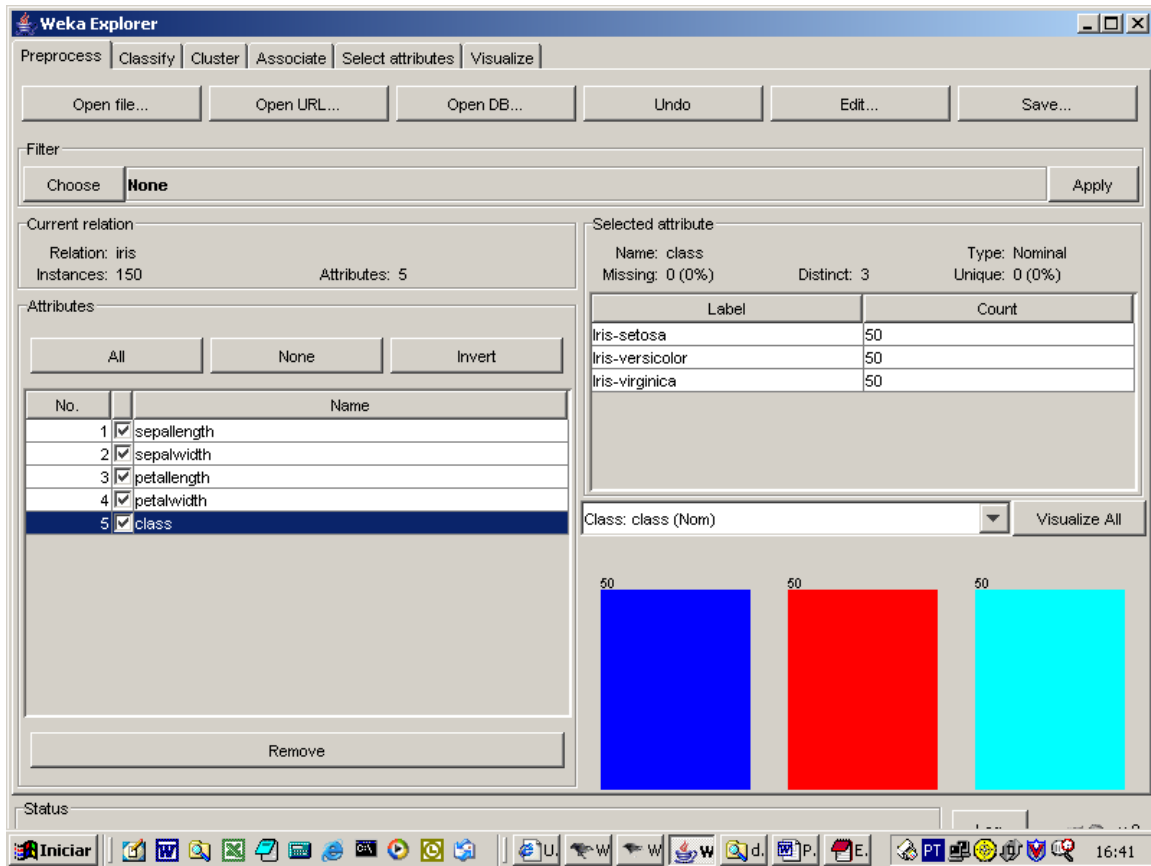 Weka Explorer
Preprocess Classify Cluster Associate Select attributes Visualize
Open file... Open URL... Open DB... Undo Edit... Save...
Filter
Choose None Apply
Current relation
Relation: iris
Instances: 150 Attributes: 5
Attributes
All None Invert
No. Name
1 sepallength
2 sepalwidth
3 petallength
4 petalwidth
5 class
Remove
Selected attribute
Name: class Type: Nominal
Missing: 0 (0%) Distinct: 3 Unique: 0 (0%)
Label Count
Iris-setosa 50
Iris-versicolor 50
Iris-virginica 50
Class: class (Nom) Visualize All
50 50 50
Status
Iniciar U. W W W d. P. E. PT 16:41